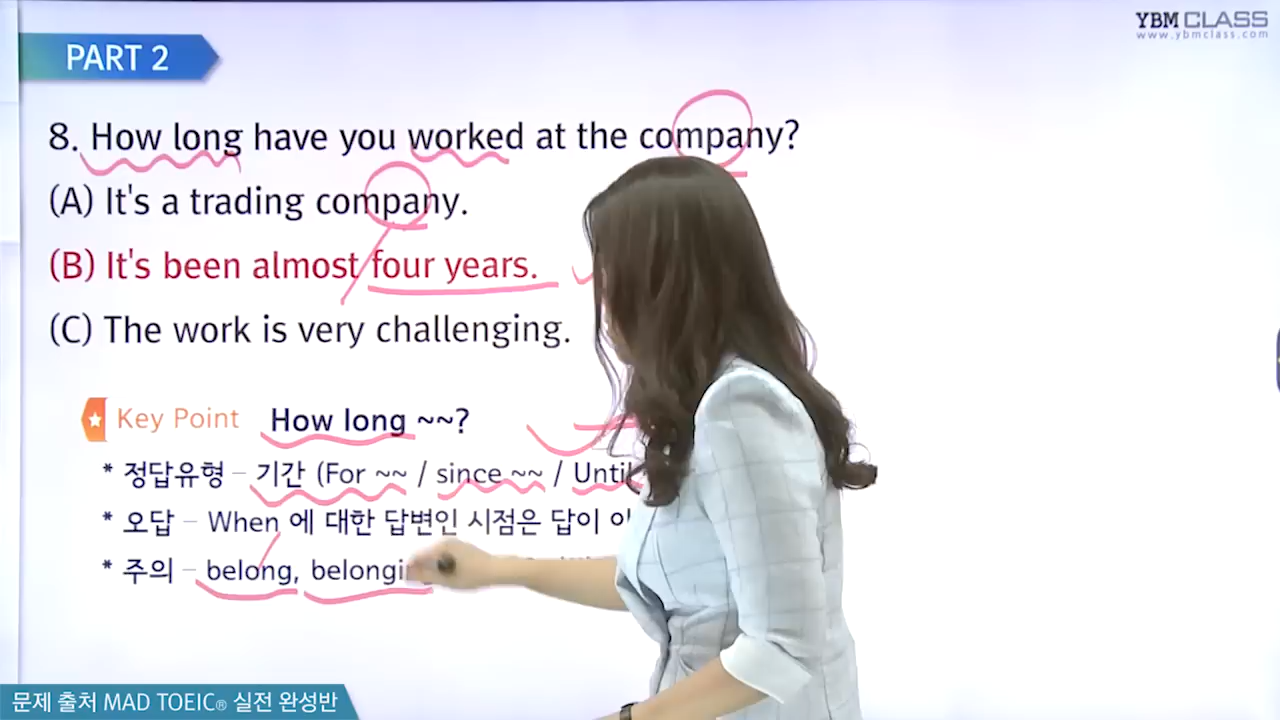 YBM CLASS
www.ybmclass.com
PART 2
8. How long have you worked at the company?
(A) It's a trading company.
(B) It's been almost four years.
(C) The work is very challenging.
Key Point How long ~~?
* 정답유형 – 기간 (For ~~ / since ~~ / Until
* 오답 – When 에 대한 답변인 시점은 답이
* 주의 – belong,
문제 출처 MAD TOEIC® 실전 완성반